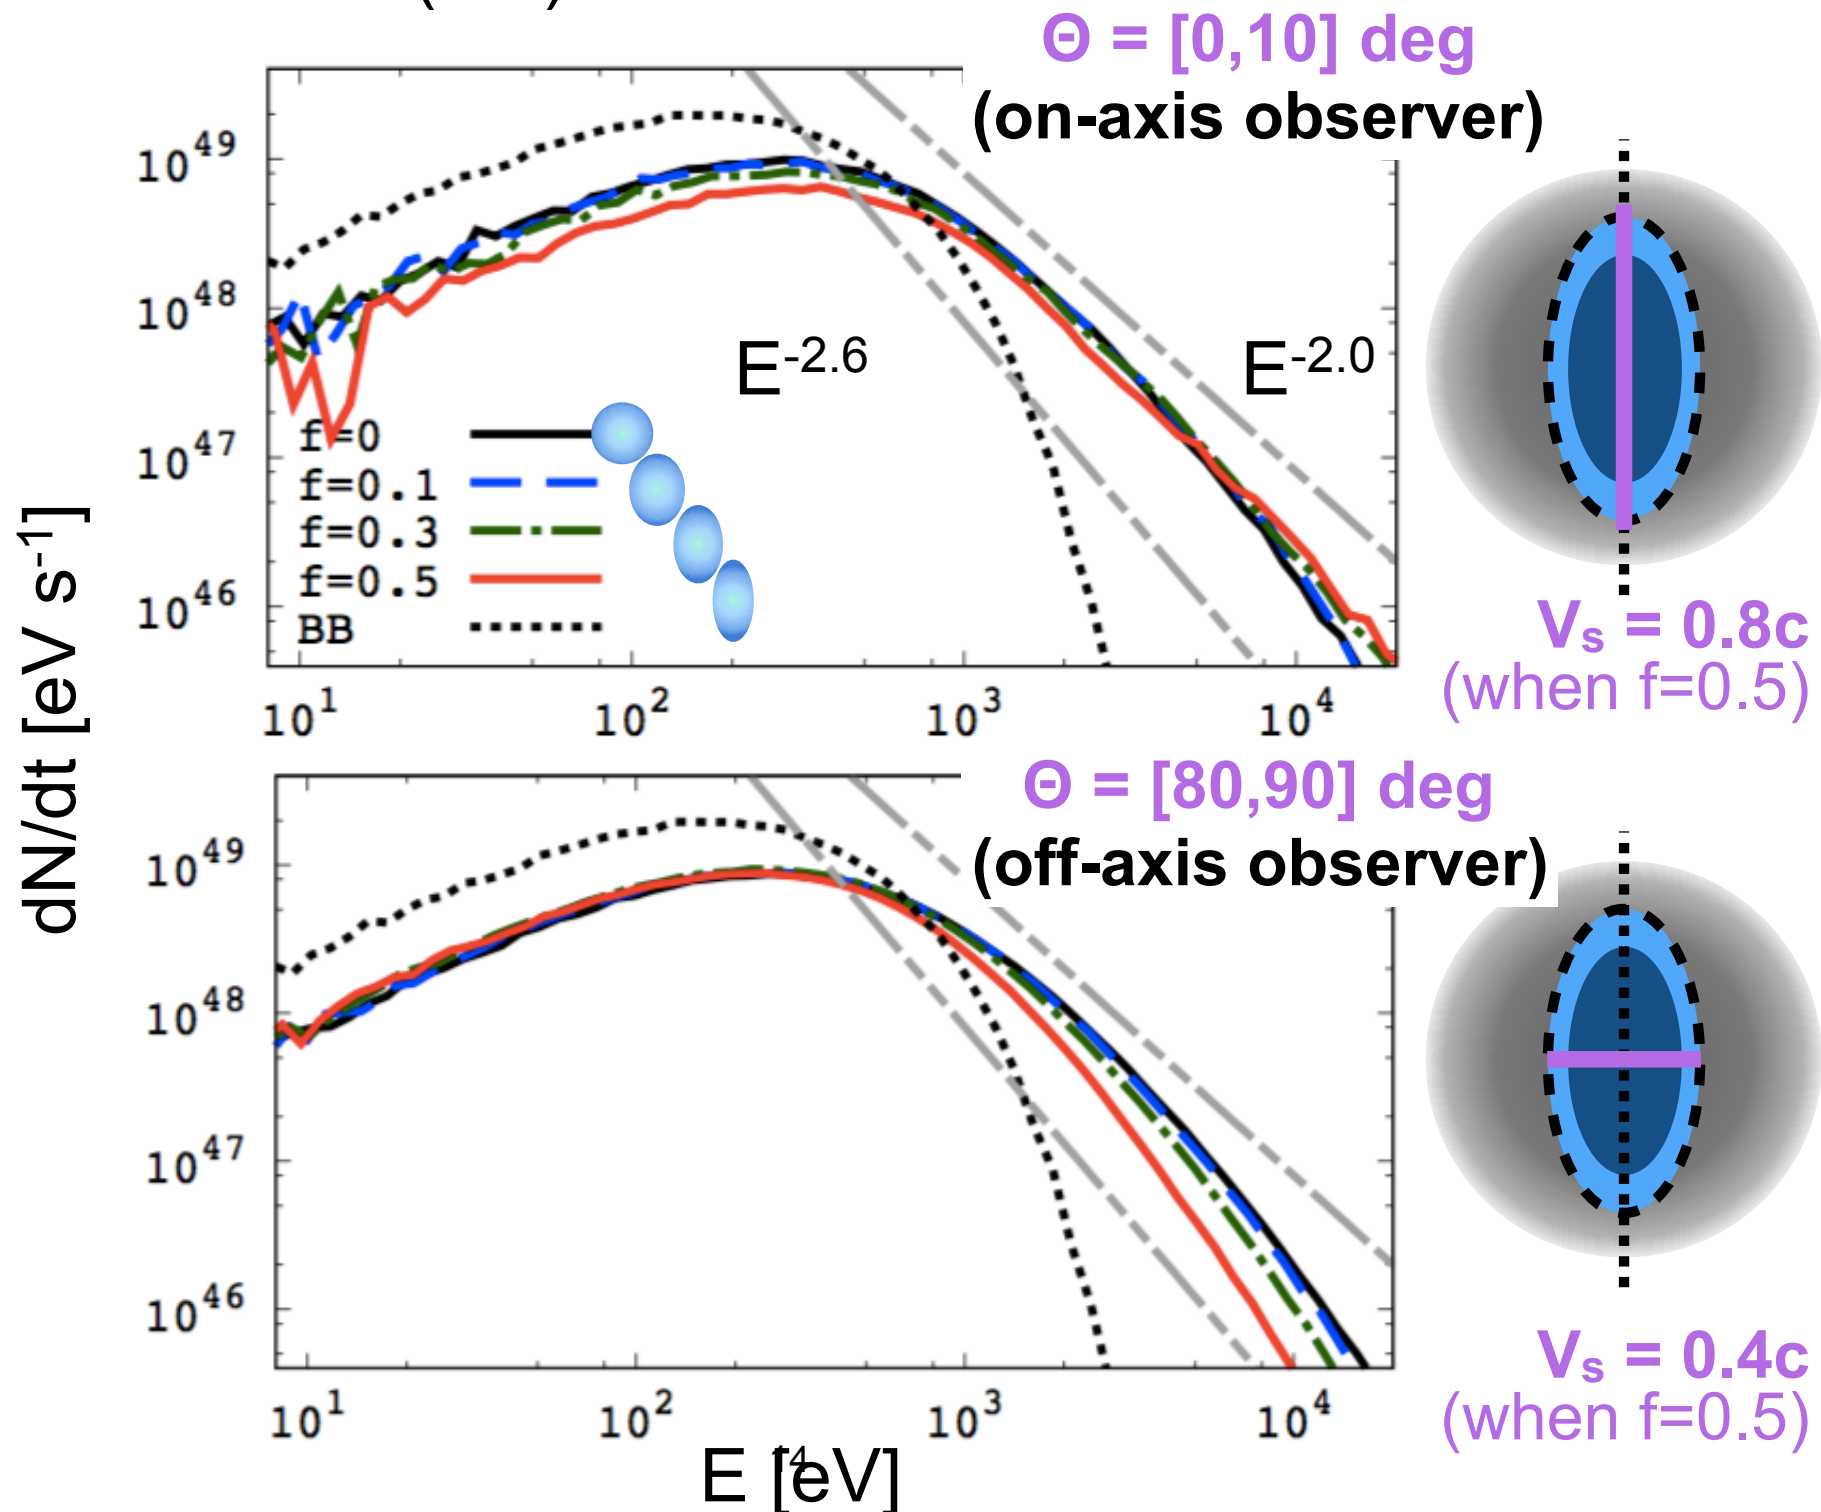 Θ = [0,10] deg
(on-axis observer)
10^49
10^48
10^47
10^46
E^-2.6
E^-2.0
f=0
f=0.1
f=0.3
f=0.5
BB
V_s = 0.8c
(when f=0.5)
10^1
10^2
10^3
10^4
dN/dt [eV s^-1]
Θ = [80,90] deg
(off-axis observer)
10^49
10^48
10^47
10^46
V_s = 0.4c
(when f=0.5)
10^1
10^2
10^3
10^4
E [eV]
14